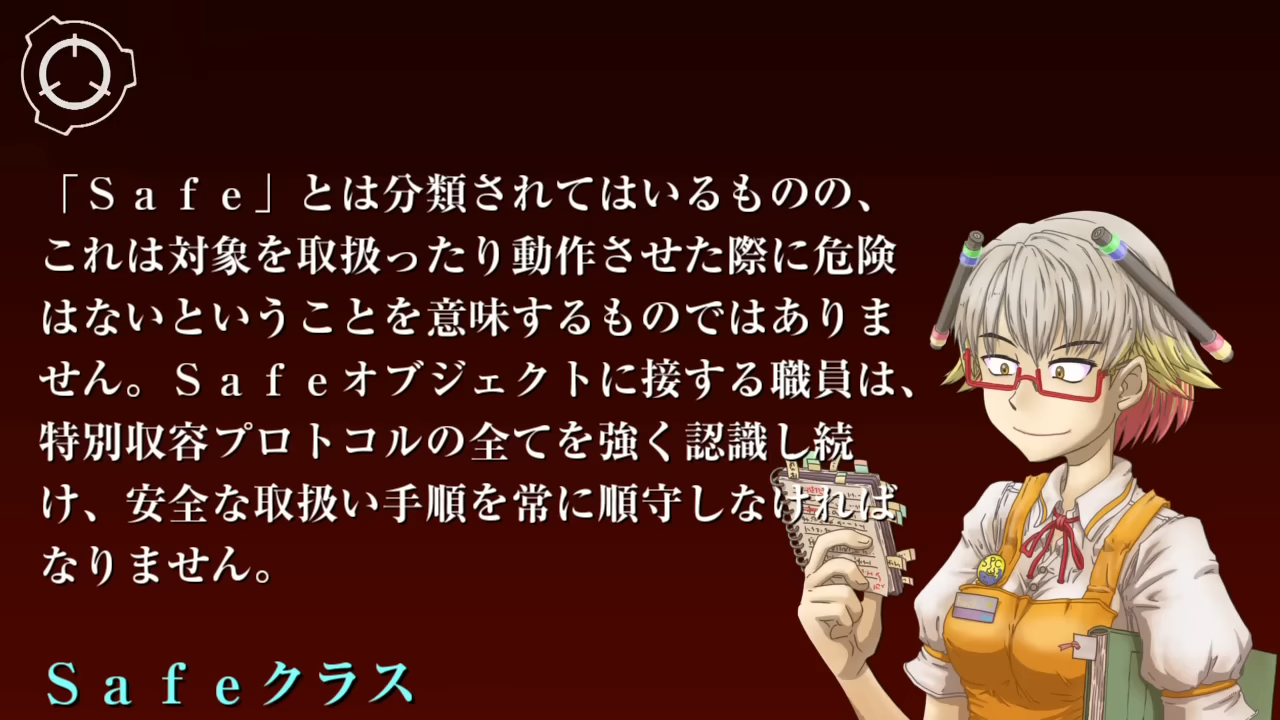 「Ｓａｆｅ」とは分類されてはいるものの、
これは対象を取扱ったり動作させた際に危険
はないということを意味するものではありま
せん。Ｓａｆｅオブジェクトに接する職員は、
特別収容プロトコルの全てを強く認識し続
け、安全な取扱い手順を常に順守しなければ
なりません。
Ｓａｆｅクラス